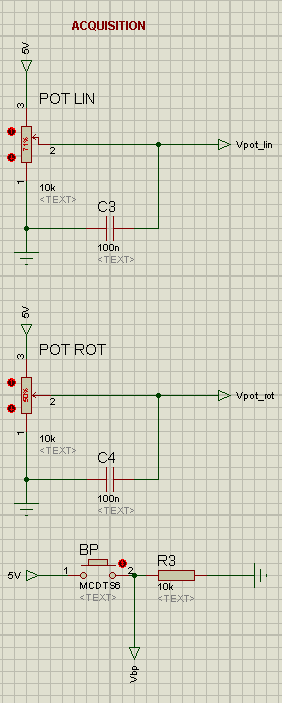 ACQUISITION
5V
POT LIN
3
71%
2
Vpot_lin
1
10k
<TEXT>
C3
100n
<TEXT>
5V
POT ROT
3
50%
2
Vpot_rot
1
10k
<TEXT>
C4
100n
<TEXT>
BP
R3
5V
1
2
MCDTS6
10k
<TEXT>
<TEXT>
Vbp